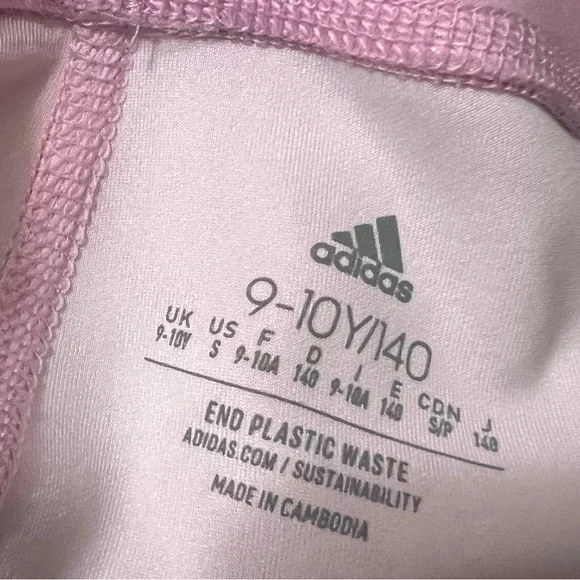 adidas
9-10Y/140
UK US F D I E CDN J
9-10Y S 9-10A 140 9-10A 140 S/P 140
END PLASTIC WASTE
ADIDAS.COM / SUSTAINABILITY
MADE IN CAMBODIA